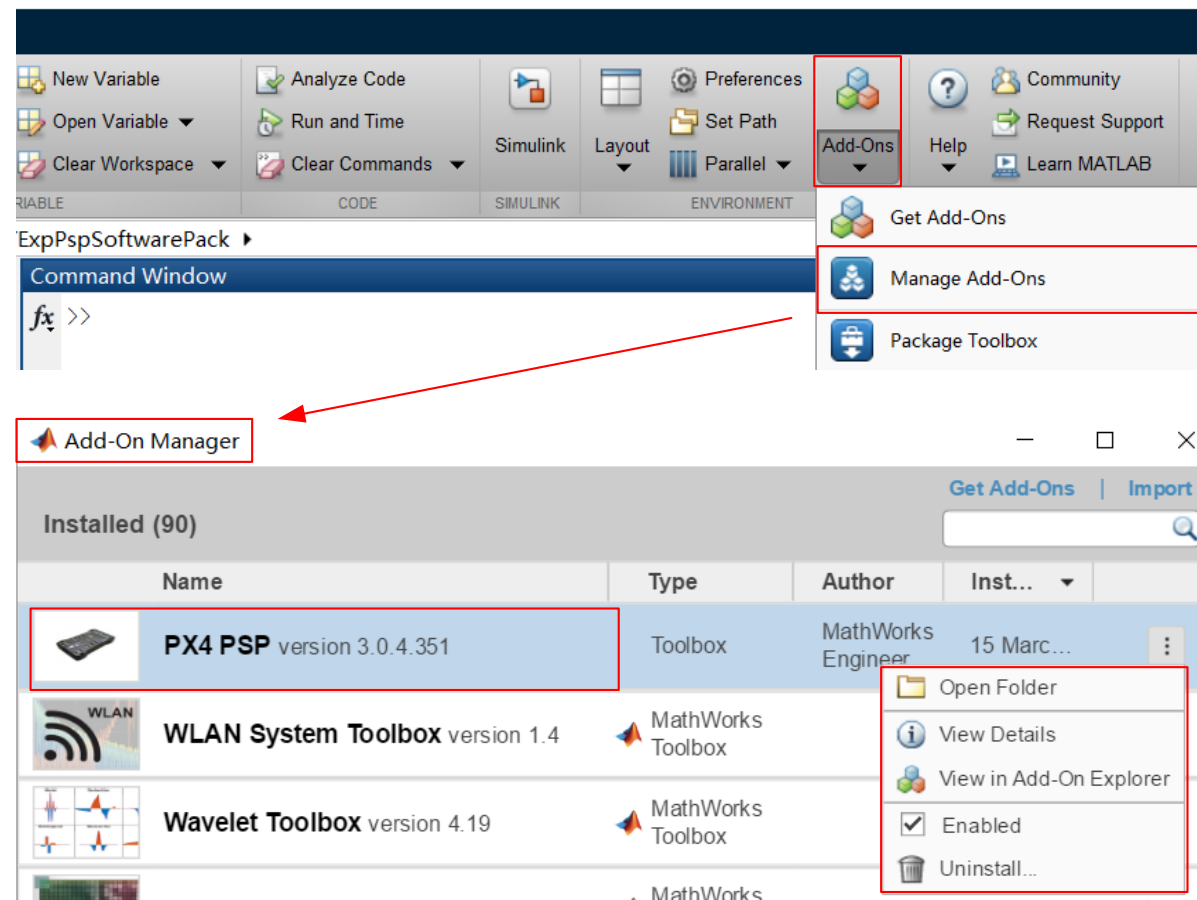 New Variable
Analyze Code
Preferences
Community
Open Variable
Run and Time
Set Path
Request Support
Simulink
Layout
Add-Ons
Help
Clear Workspace
Clear Commands
Parallel
Learn MATLAB
RIABLE
CODE
SIMULINK
ENVIRONMENT
Get Add-Ons
ExpPspSoftwarePack
Command Window
Manage Add-Ons
fx >>
Package Toolbox
Add-On Manager
Get Add-Ons | Import
Installed (90)
Name Type Author Inst...
PX4 PSP version 3.0.4.351 Toolbox MathWorks Engineer 15 Marc...
Open Folder
WLAN
WLAN System Toolbox version 1.4 MathWorks Toolbox
View Details
View in Add-On Explorer
Wavelet Toolbox version 4.19 MathWorks Toolbox
Enabled
Uninstall...
MathWorks